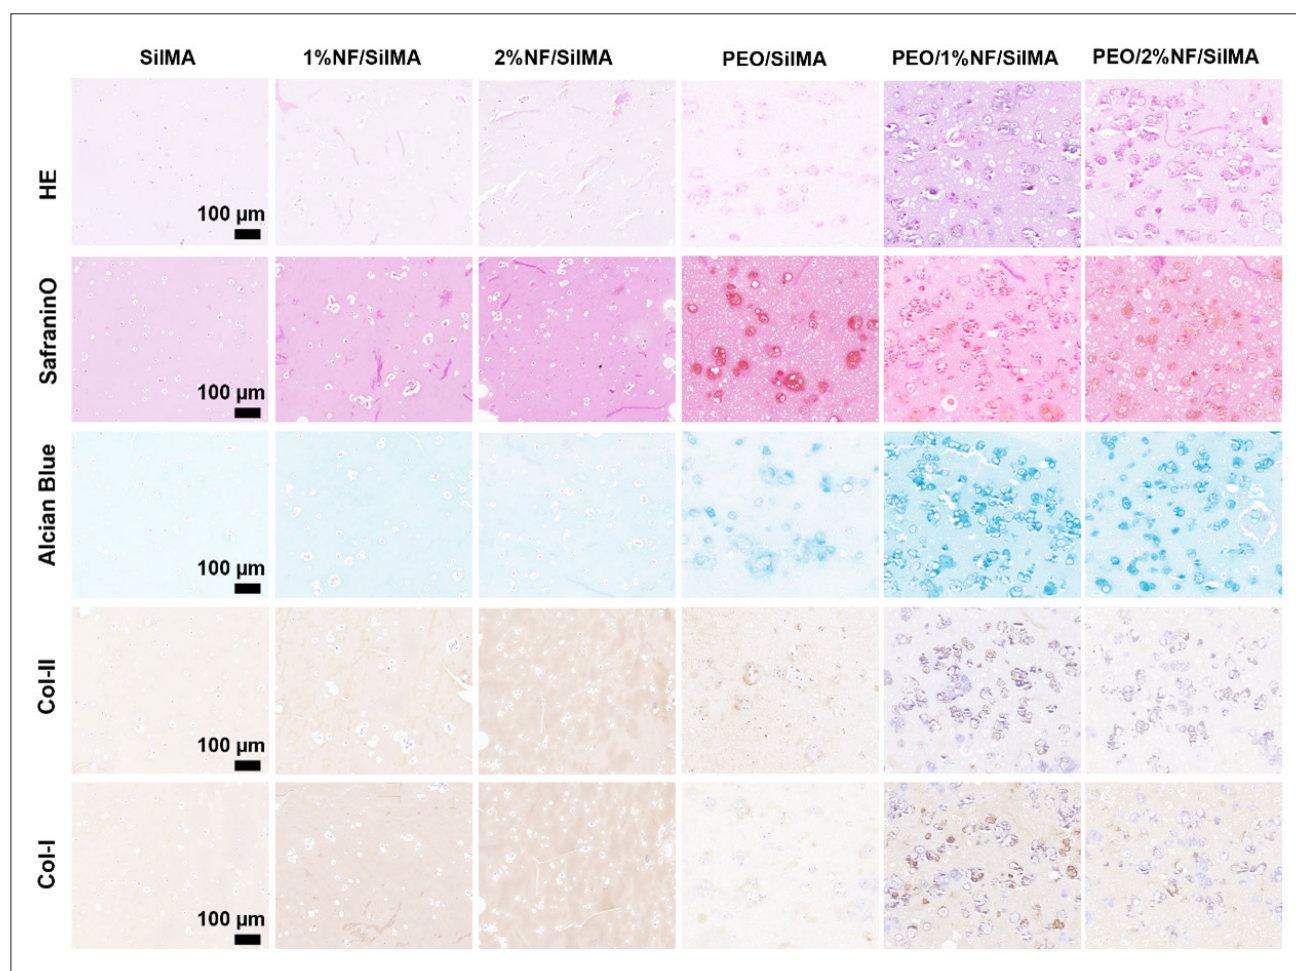 SilMA 1%NF/SilMA 2%NF/SilMA PEO/SilMA PEO/1%NF/SilMA PEO/2%NF/SilMA
HE
100 µm
SafraninO
100 µm
Alcian Blue
100 µm
Col-II
100 µm
Col-I
100 µm